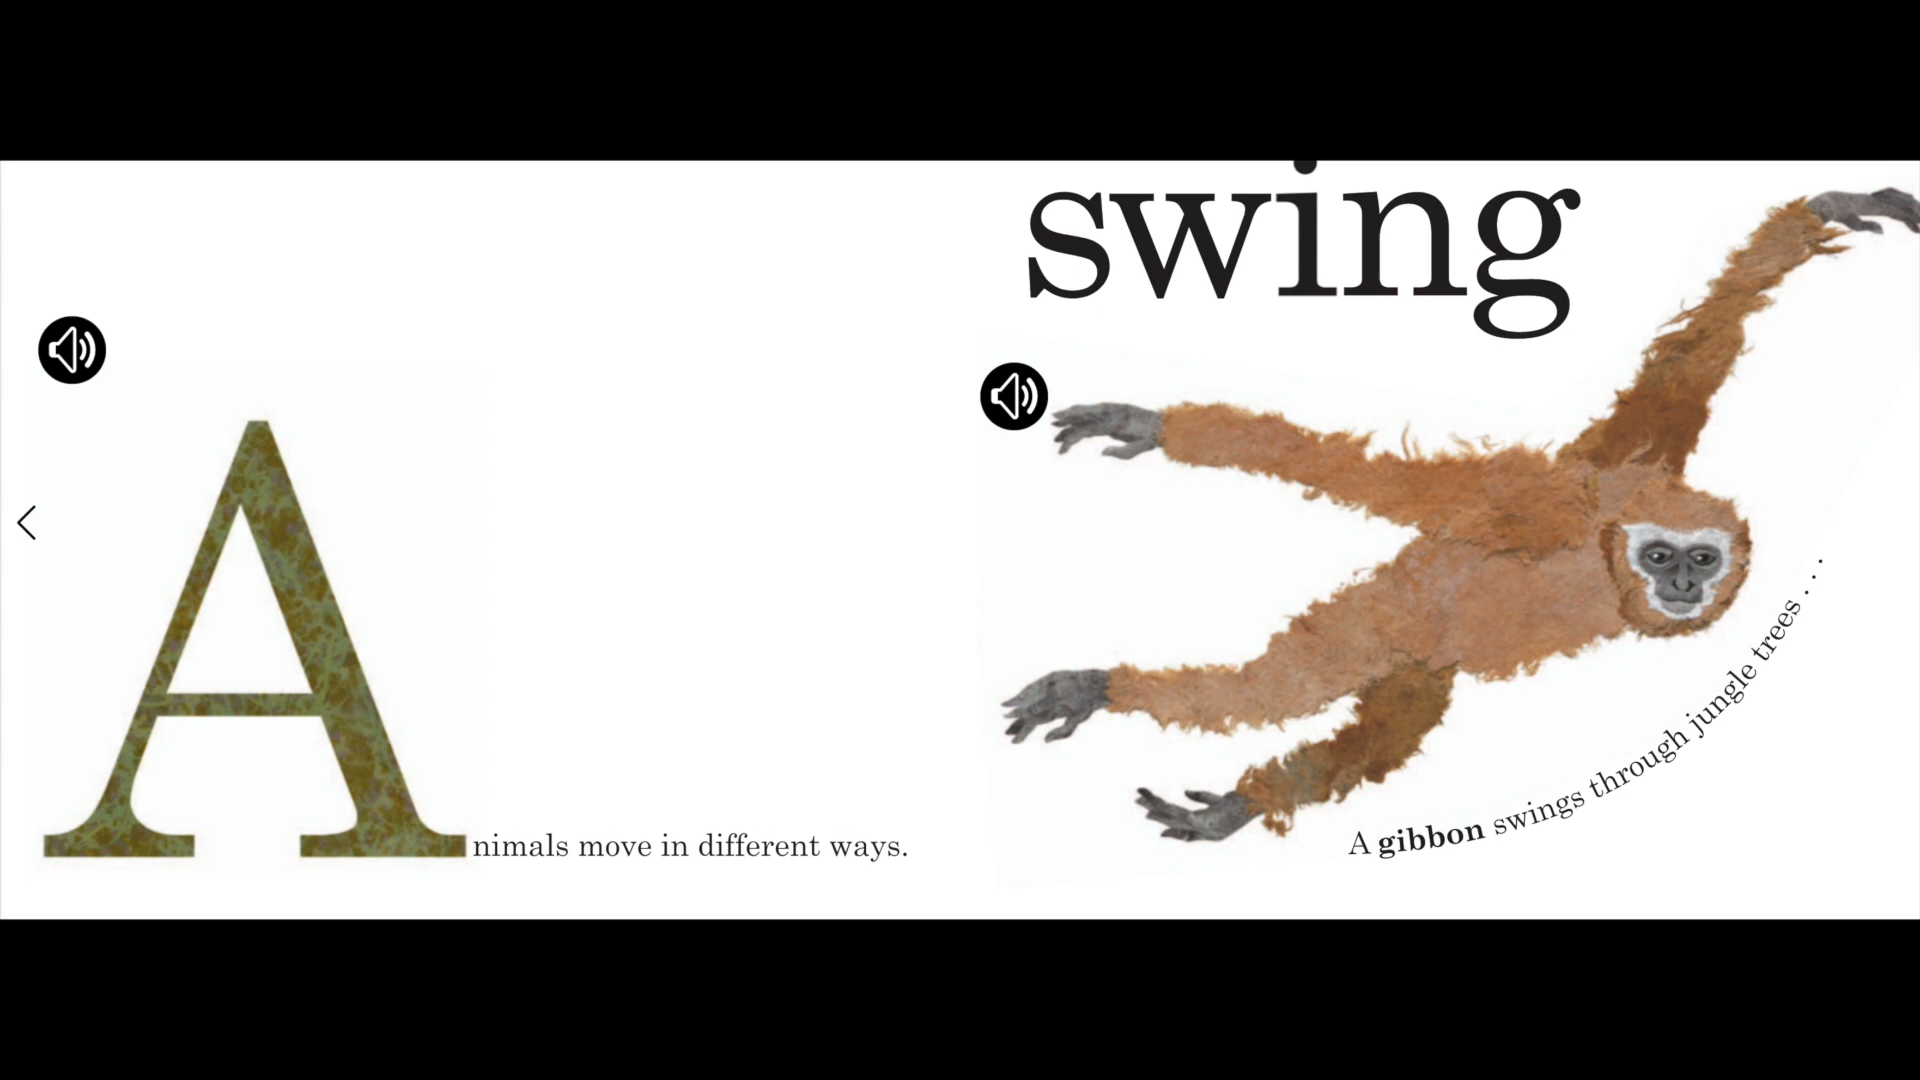 Animals move in different ways.
swing
A gibbon swings through jungle trees . . .